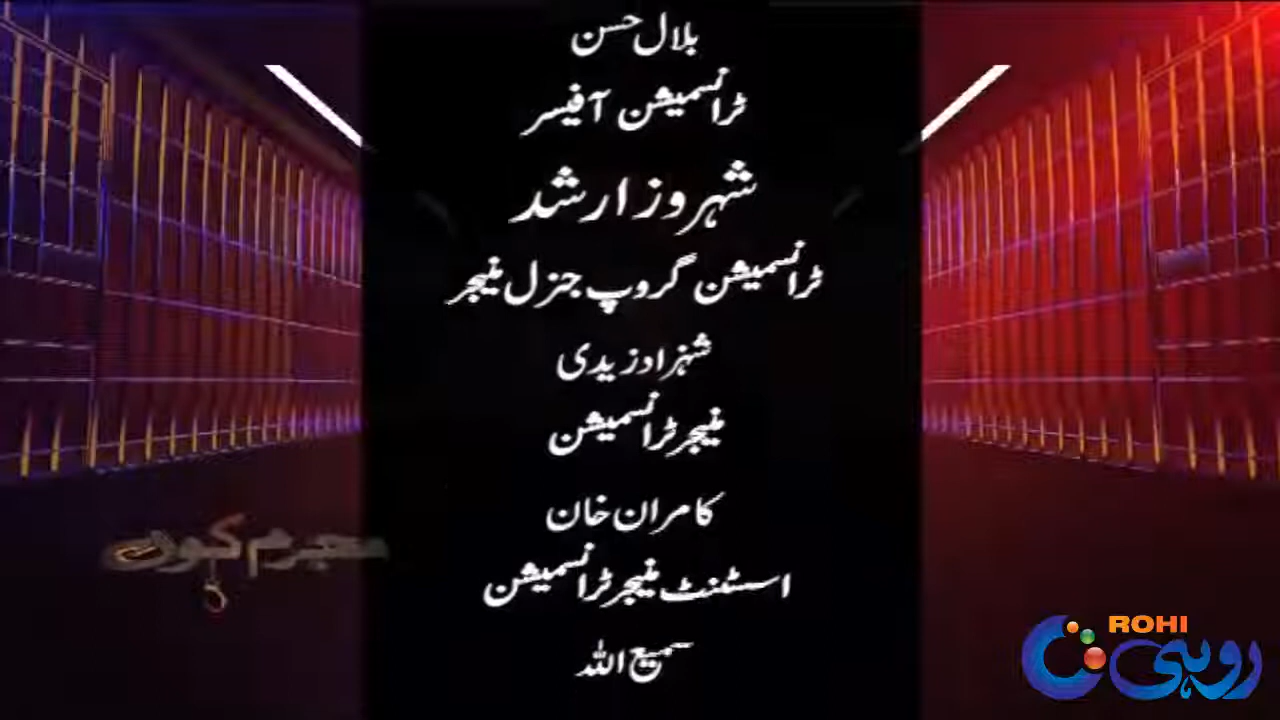 بلال حسن
ٹرانسمیشن آفیسر
شہروز ارشد
ٹرانسمیشن گروپ جنرل منیجر
شہزاد زیدی
منیجر ٹرانسمیشن
کامران خان
اسسٹنٹ منیجر ٹرانسمیشن
سمیع اللہ
مجرم کون
ROHI
روہی